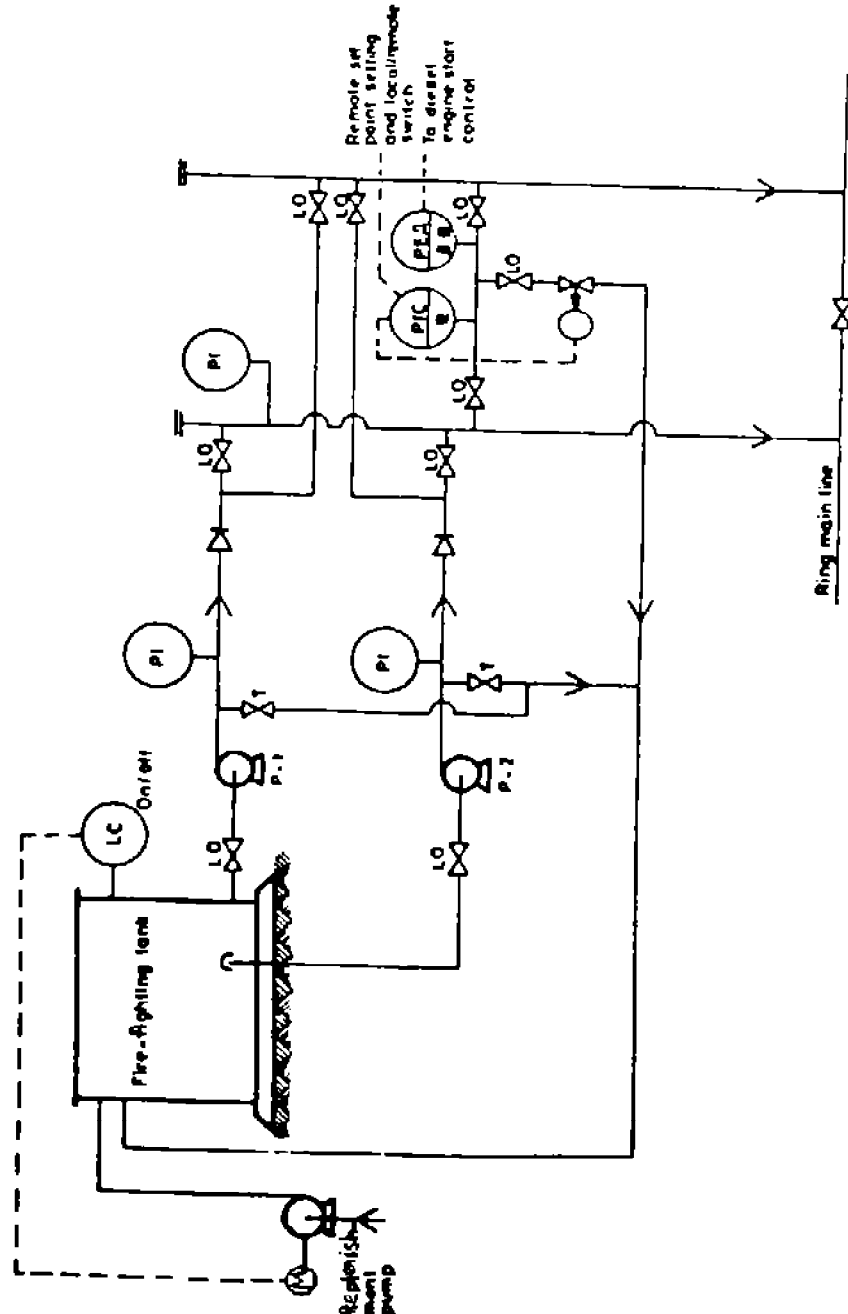 Remote set
point setting
and local/remote
switch
To diesel
engine start
control
LO
LO
LO
LO
PI
PIC
LO
LO
LO
LO
PI
PI
T
T
On/off
LC
P-1
P-2
LO
LO
Fire-fighting tank
M
Replenish
ment
pump
Ring main line